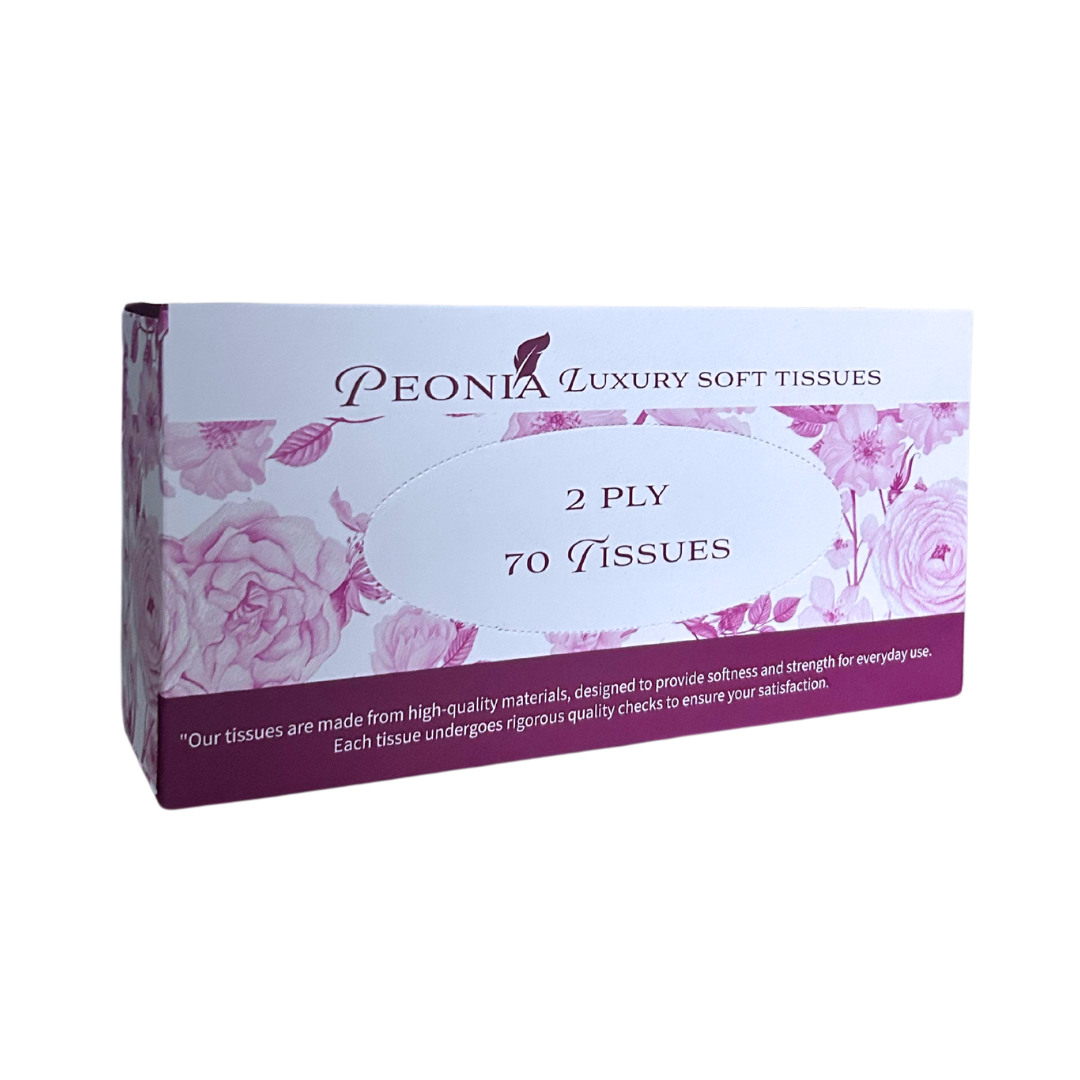 PEONIA LUXURY SOFT TISSUES
2 PLY
70 TISSUES
"Our tissues are made from high-quality materials, designed to provide softness and strength for everyday use.
Each tissue undergoes rigorous quality checks to ensure your satisfaction.